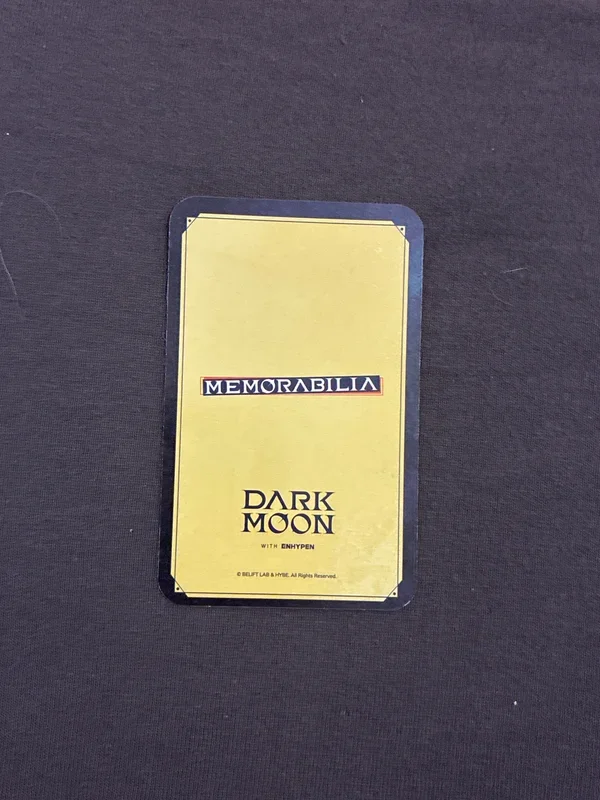 MEMORABILIA
DARK
MOON
WITH ENHYPEN
© BELIFT LAB & HYBE. All Rights Reserved.